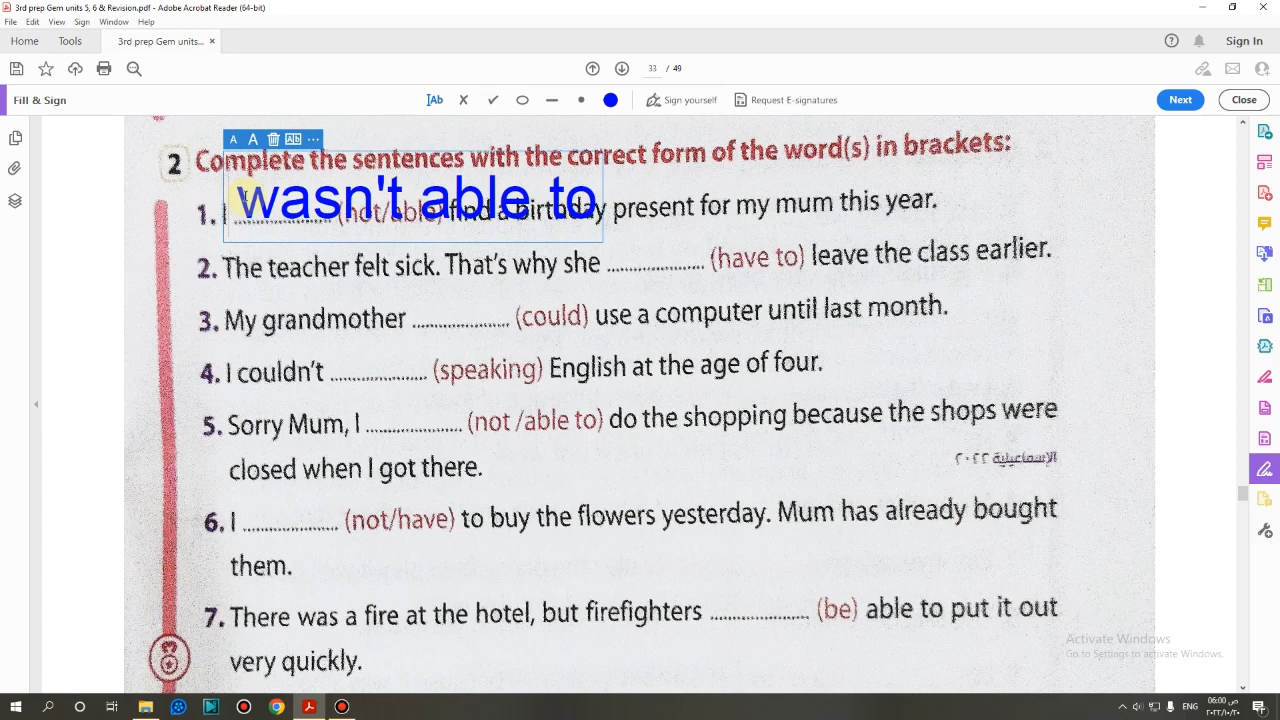 3rd prep Gem units 5, 6 & Revision.pdf - Adobe Acrobat Reader (64-bit)
File Edit View Sign Window Help
Home Tools 3rd prep Gem units... × Sign In
33 / 49
Fill & Sign Ab Sign yourself Request E-signatures Next Close
A A Ab ...
2 Complete the sentences with the correct form of the word(s) in brackets:
wasn't able to
1. I .................... (not/able) find a birthday present for my mum this year.
2. The teacher felt sick. That's why she .................... (have to) leave the class earlier.
3. My grandmother .................... (could) use a computer until last month.
4. I couldn't .................... (speaking) English at the age of four.
5. Sorry Mum, I .................... (not /able to) do the shopping because the shops were
closed when I got there.
الإسماعيلية ٢٠٢٢
6. I .................... (not/have) to buy the flowers yesterday. Mum has already bought
them.
7. There was a fire at the hotel, but firefighters .................... (be) able to put it out
very quickly.
Activate Windows
Go to Settings to activate Windows.
ENG
06:00 ص